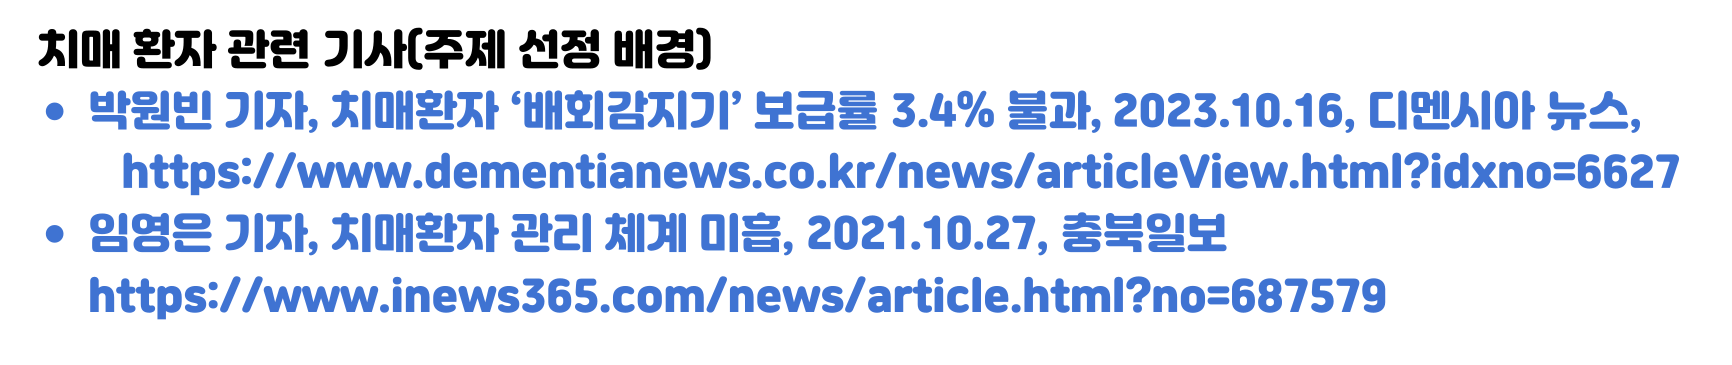 치매 환자 관련 기사(주제 선정 배경)
• 박원빈 기자, 치매환자 ‘배회감지기’ 보급률 3.4% 불과, 2023.10.16, 디멘시아 뉴스,
https://www.dementianews.co.kr/news/articleView.html?idxno=6627
• 임영은 기자, 치매환자 관리 체계 미흡, 2021.10.27, 충북일보
https://www.inews365.com/news/article.html?no=687579